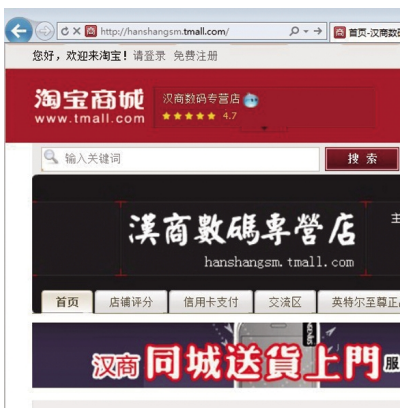 http://hanshangsm.tmall.com/
首页-汉商数
您好，欢迎来淘宝！请登录 免费注册
淘宝商城
www.tmall.com
汉商数码专营店
4.7
输入关键词
搜 索
漢商數碼專營店
主
hanshangsm.tmall.com
首页 店铺评分 信用卡支付 交流区 英特尔至尊正
汉商 同城送貨上門 服